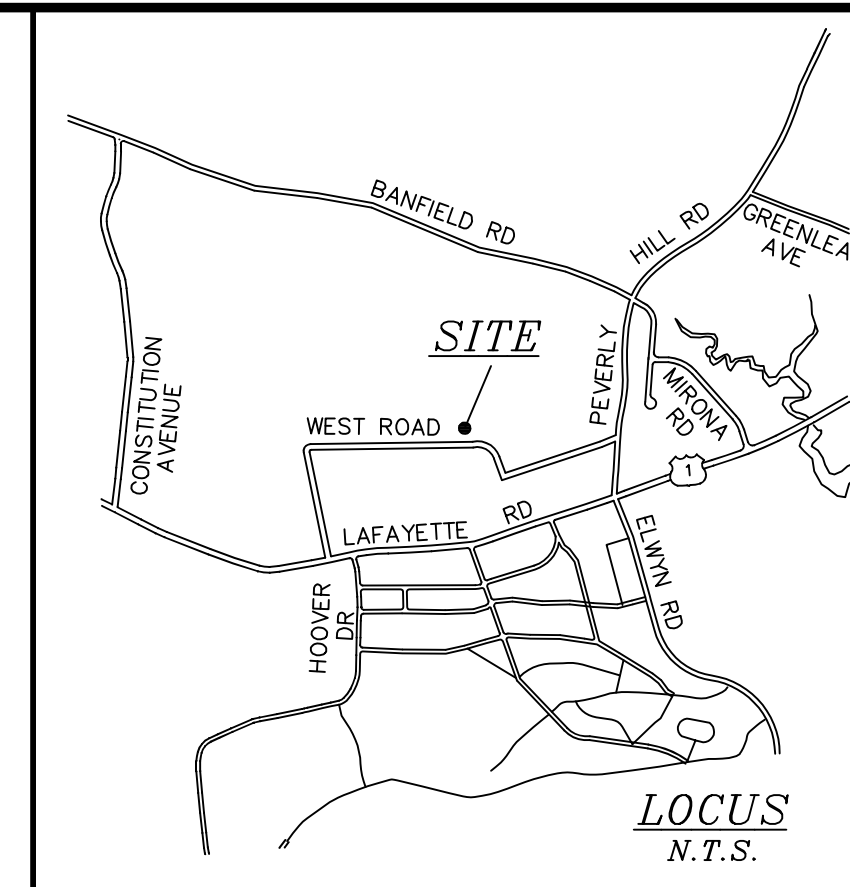 BANFIELD RD
HILL RD
GREENLEA
AVE
SITE
PEVERLY
MIRONA
RD
CONSTITUTION
AVENUE
WEST ROAD
1
LAFAYETTE RD
ELWYN RD
HOOVER
DR
LOCUS
N.T.S.